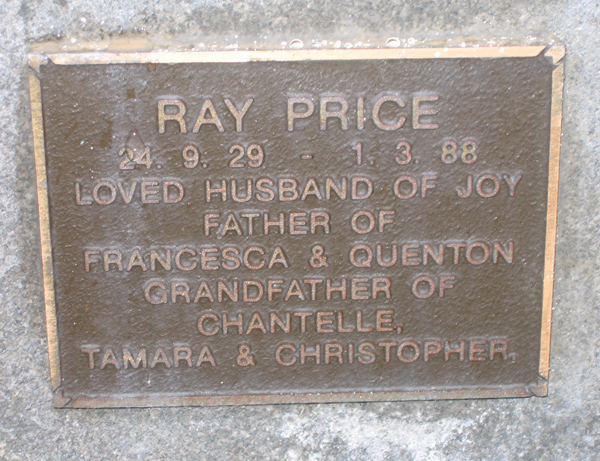 RAY PRICE
24. 9. 29 - 1. 3. 88
LOVED HUSBAND OF JOY
FATHER OF
FRANCESCA & QUENTON
GRANDFATHER OF
CHANTELLE,
TAMARA & CHRISTOPHER,